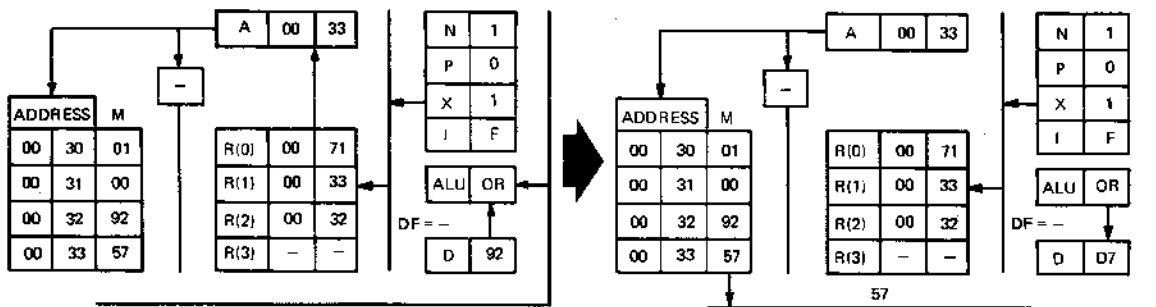 A 00 33
N 1
P 0
X 1
I F
ADDRESS M
00 30 01
00 31 00
00 32 92
00 33 57
R(0) 00 71
R(1) 00 33
R(2) 00 32
R(3) – –
ALU OR
DF = –
D 92
–
A 00 33
N 1
P 0
X 1
I F
ADDRESS M
00 30 01
00 31 00
00 32 92
00 33 57
R(0) 00 71
R(1) 00 33
R(2) 00 32
R(3) – –
ALU OR
DF = –
D D7
–
57